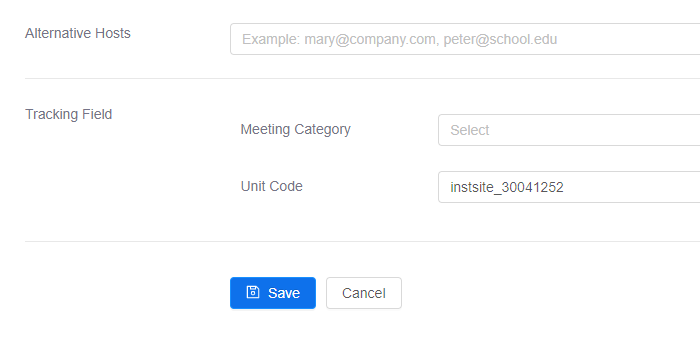 Alternative Hosts
Example: mary@company.com, peter@school.edu
Tracking Field
Meeting Category
Select
Unit Code
instsite_30041252
Save
Cancel